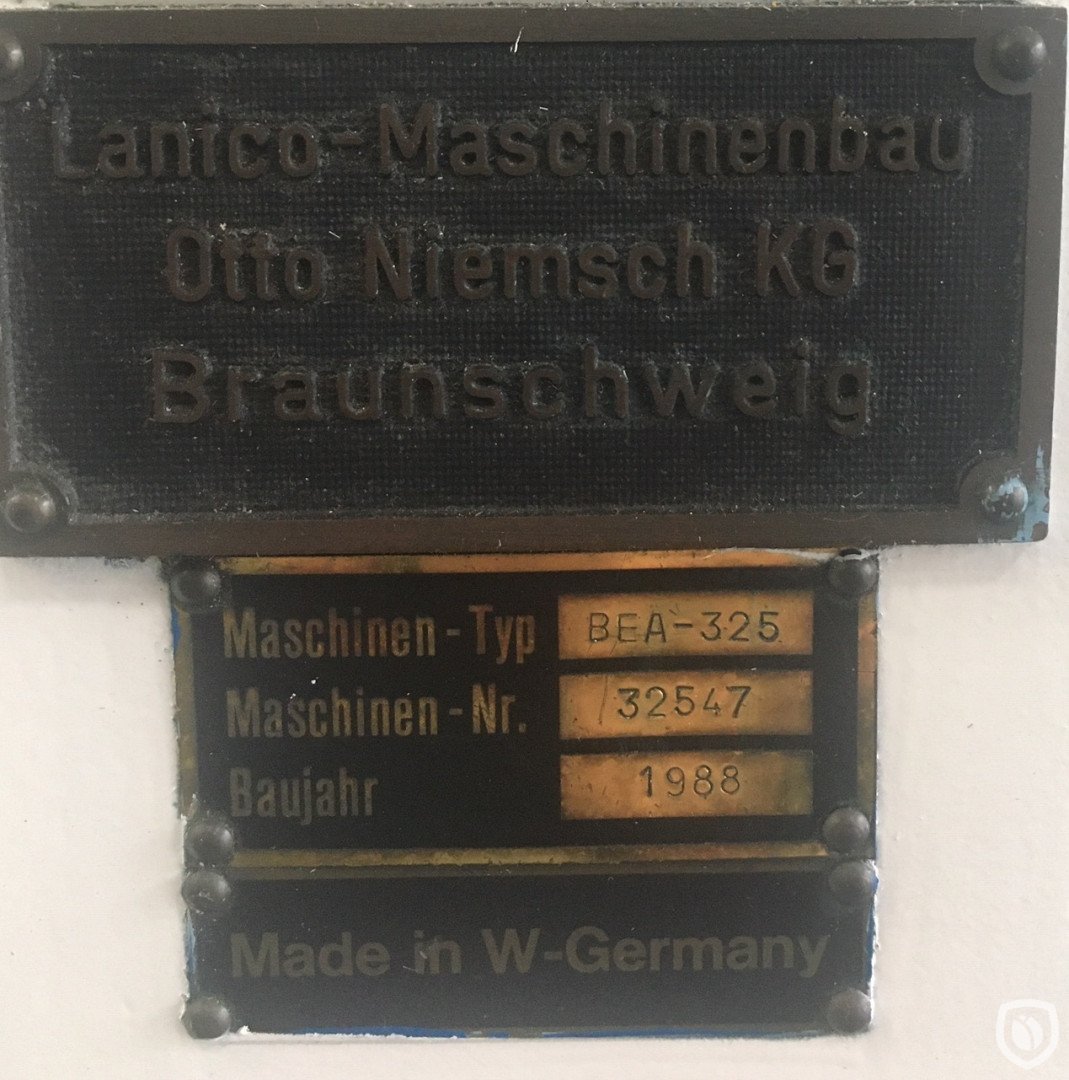 Lanico-Maschinenbau
Otto Niemsch KG
Braunschweig
Maschinen-Typ BEA-325
Maschinen-Nr. 32547
Baujahr 1988
Made in W-Germany